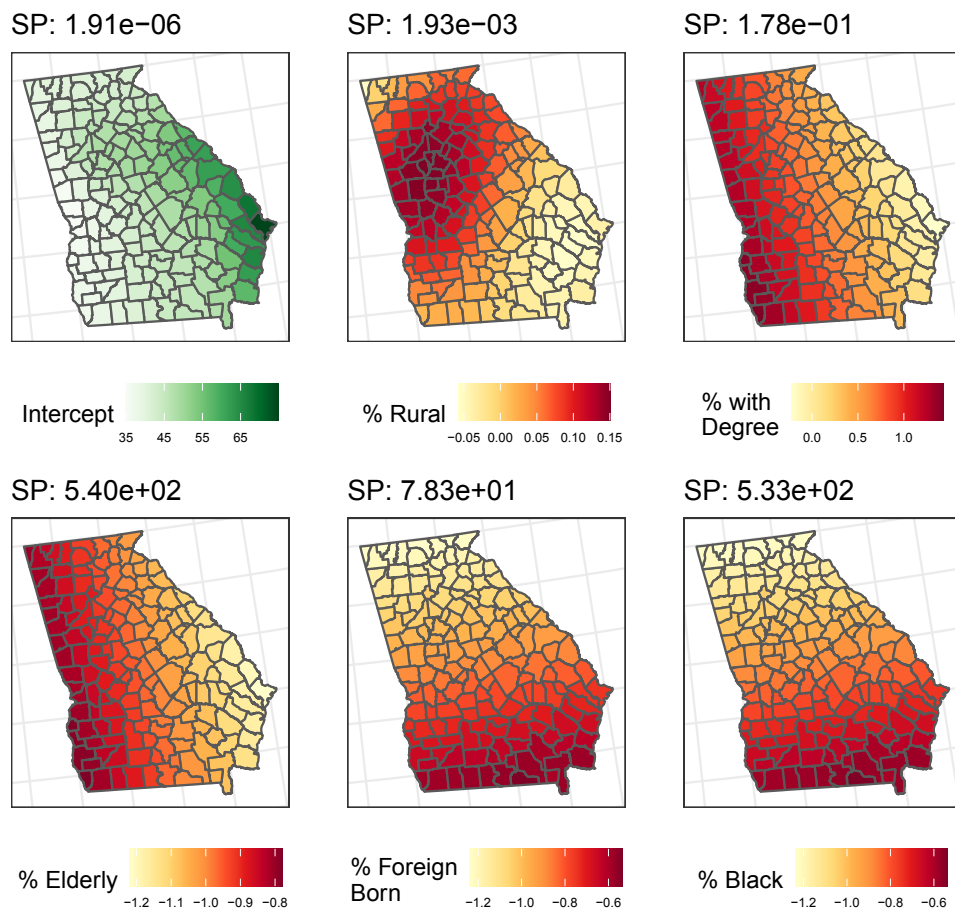 SP: 1.91e−06
SP: 1.93e−03
SP: 1.78e−01
Intercept
35 45 55 65
% Rural
−0.05 0.00 0.05 0.10 0.15
% with
Degree
0.0 0.5 1.0
SP: 5.40e+02
SP: 7.83e+01
SP: 5.33e+02
% Elderly
−1.2 −1.1 −1.0 −0.9 −0.8
% Foreign
Born
−1.2 −1.0 −0.8 −0.6
% Black
−1.2 −1.0 −0.8 −0.6